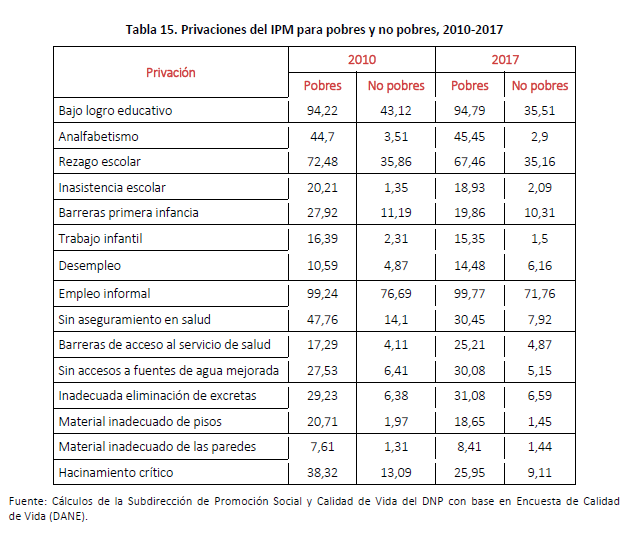 Tabla 15. Privaciones del IPM para pobres y no pobres, 2010-2017
Privación 2010 2017
Pobres No pobres Pobres No pobres
Bajo logro educativo 94,22 43,12 94,79 35,51
Analfabetismo 44,7 3,51 45,45 2,9
Rezago escolar 72,48 35,86 67,46 35,16
Inasistencia escolar 20,21 1,35 18,93 2,09
Barreras primera infancia 27,92 11,19 19,86 10,31
Trabajo infantil 16,39 2,31 15,35 1,5
Desempleo 10,59 4,87 14,48 6,16
Empleo informal 99,24 76,69 99,77 71,76
Sin aseguramiento en salud 47,76 14,1 30,45 7,92
Barreras de acceso al servicio de salud 17,29 4,11 25,21 4,87
Sin accesos a fuentes de agua mejorada 27,53 6,41 30,08 5,15
Inadecuada eliminación de excretas 29,23 6,38 31,08 6,59
Material inadecuado de pisos 20,71 1,97 18,65 1,45
Material inadecuado de las paredes 7,61 1,31 8,41 1,44
Hacinamiento crítico 38,32 13,09 25,95 9,11
Fuente: Cálculos de la Subdirección de Promoción Social y Calidad de Vida del DNP con base en Encuesta de Calidad
de Vida (DANE).